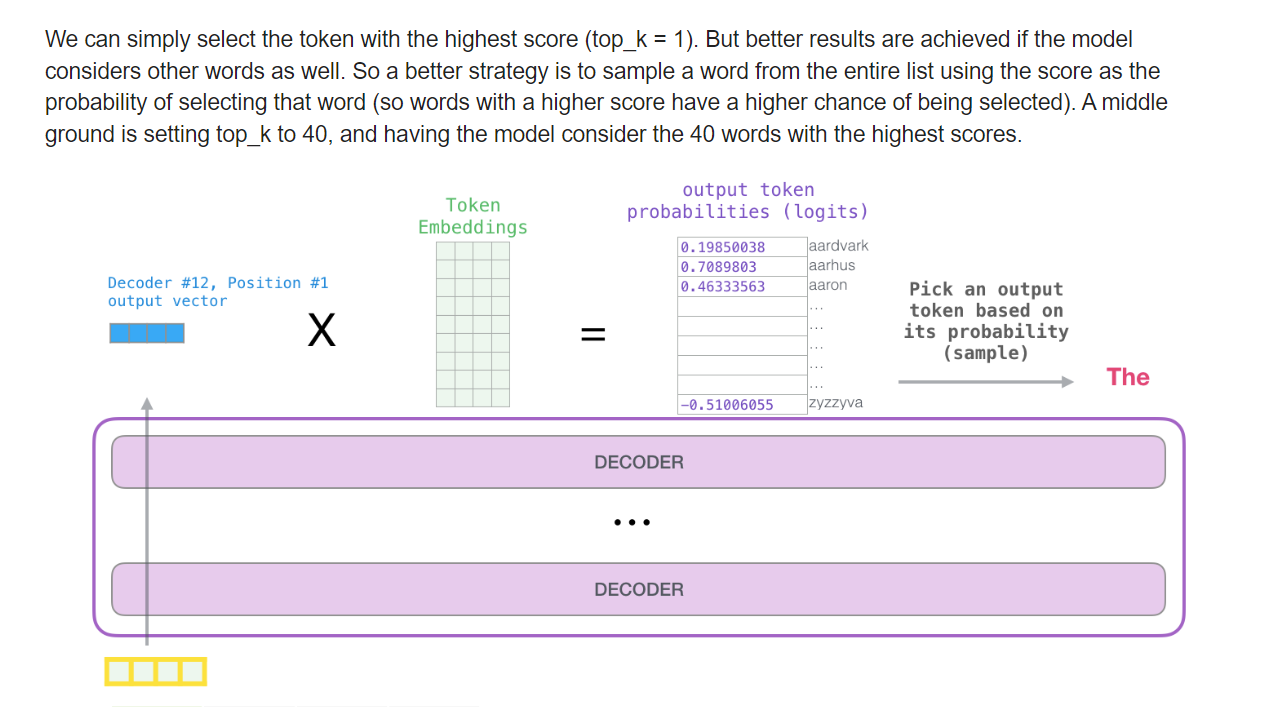 We can simply select the token with the highest score (top_k = 1). But better results are achieved if the model
considers other words as well. So a better strategy is to sample a word from the entire list using the score as the
probability of selecting that word (so words with a higher score have a higher chance of being selected). A middle
ground is setting top_k to 40, and having the model consider the 40 words with the highest scores.
Decoder #12, Position #1
output vector
X
Token
Embeddings
=
output token
probabilities (logits)
0.19850038 aardvark
0.7089803 aarhus
0.46333563 aaron
...
...
...
...
...
-0.51006055 zyzzyva
Pick an output
token based on
its probability
(sample)
The
DECODER
...
DECODER